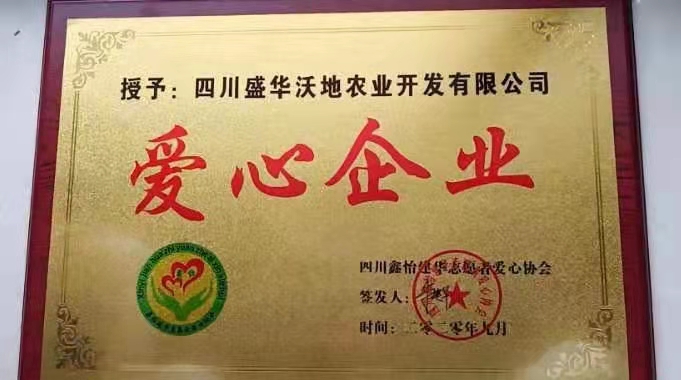 授予：四川盛华沃地农业开发有限公司
爱心企业
四川鑫怡建华志愿者爱心协会
签发人：
时间：二零二零年九月